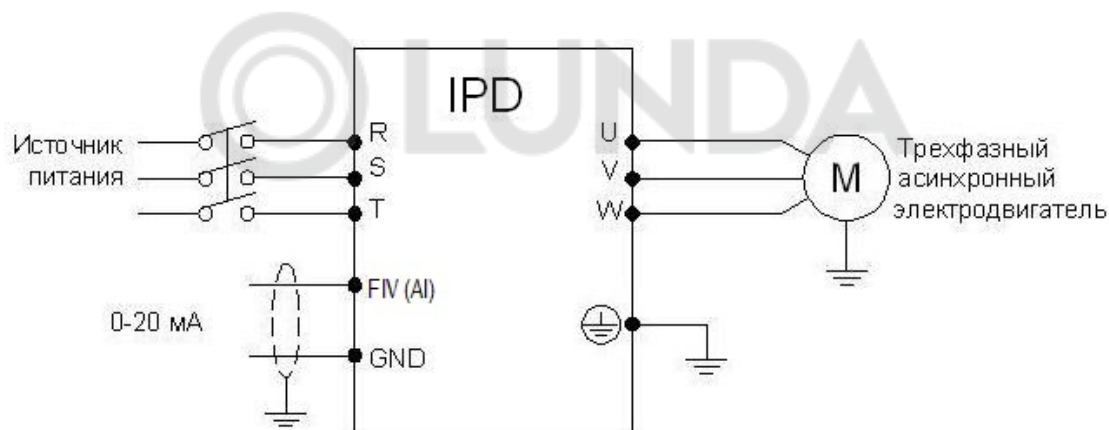 LUNDA
IPD
Источник
питания
R
S
T
U
V
W
M
Трехфазный
асинхронный
электродвигатель
0-20 мА
FIV (AI)
GND